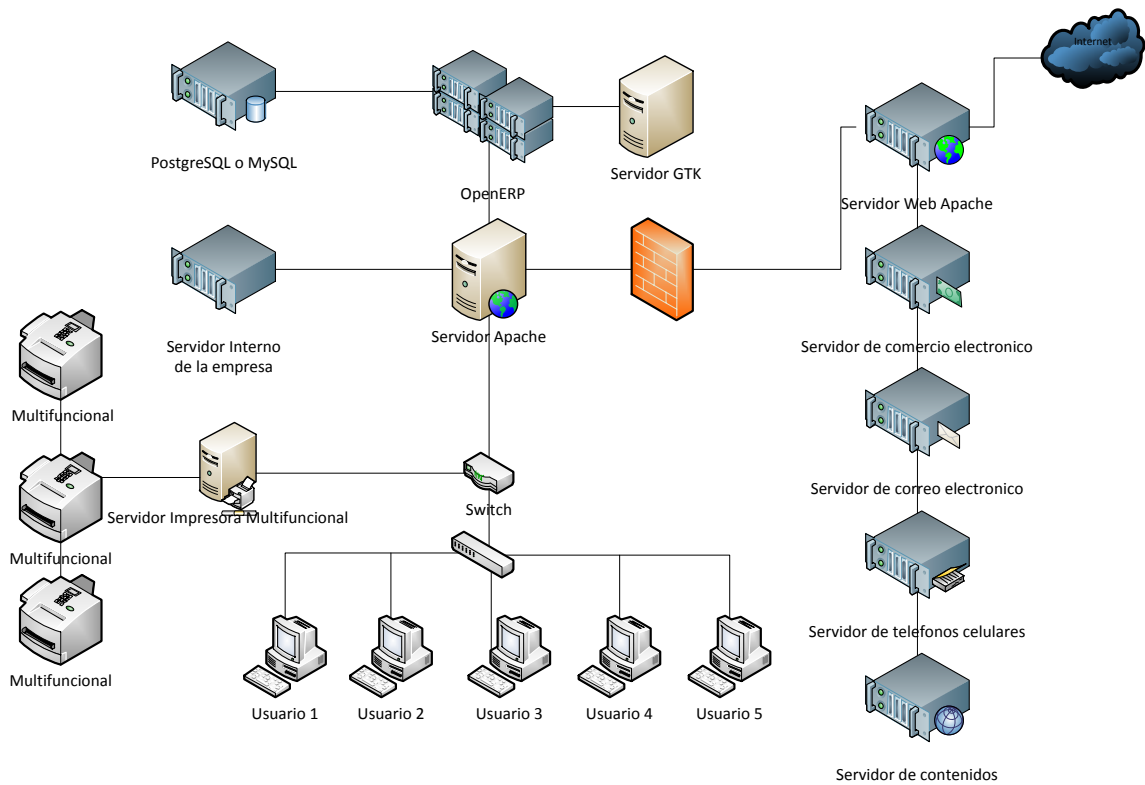 Internet
PostgreSQL o MySQL
OpenERP
Servidor GTK
Servidor Web Apache
Servidor Interno
de la empresa
Servidor Apache
Servidor de comercio electronico
Multifuncional
Servidor de correo electronico
Servidor Impresora Multifuncional
Switch
Multifuncional
Servidor de telefonos celulares
Multifuncional
Usuario 1
Usuario 2
Usuario 3
Usuario 4
Usuario 5
Servidor de contenidos